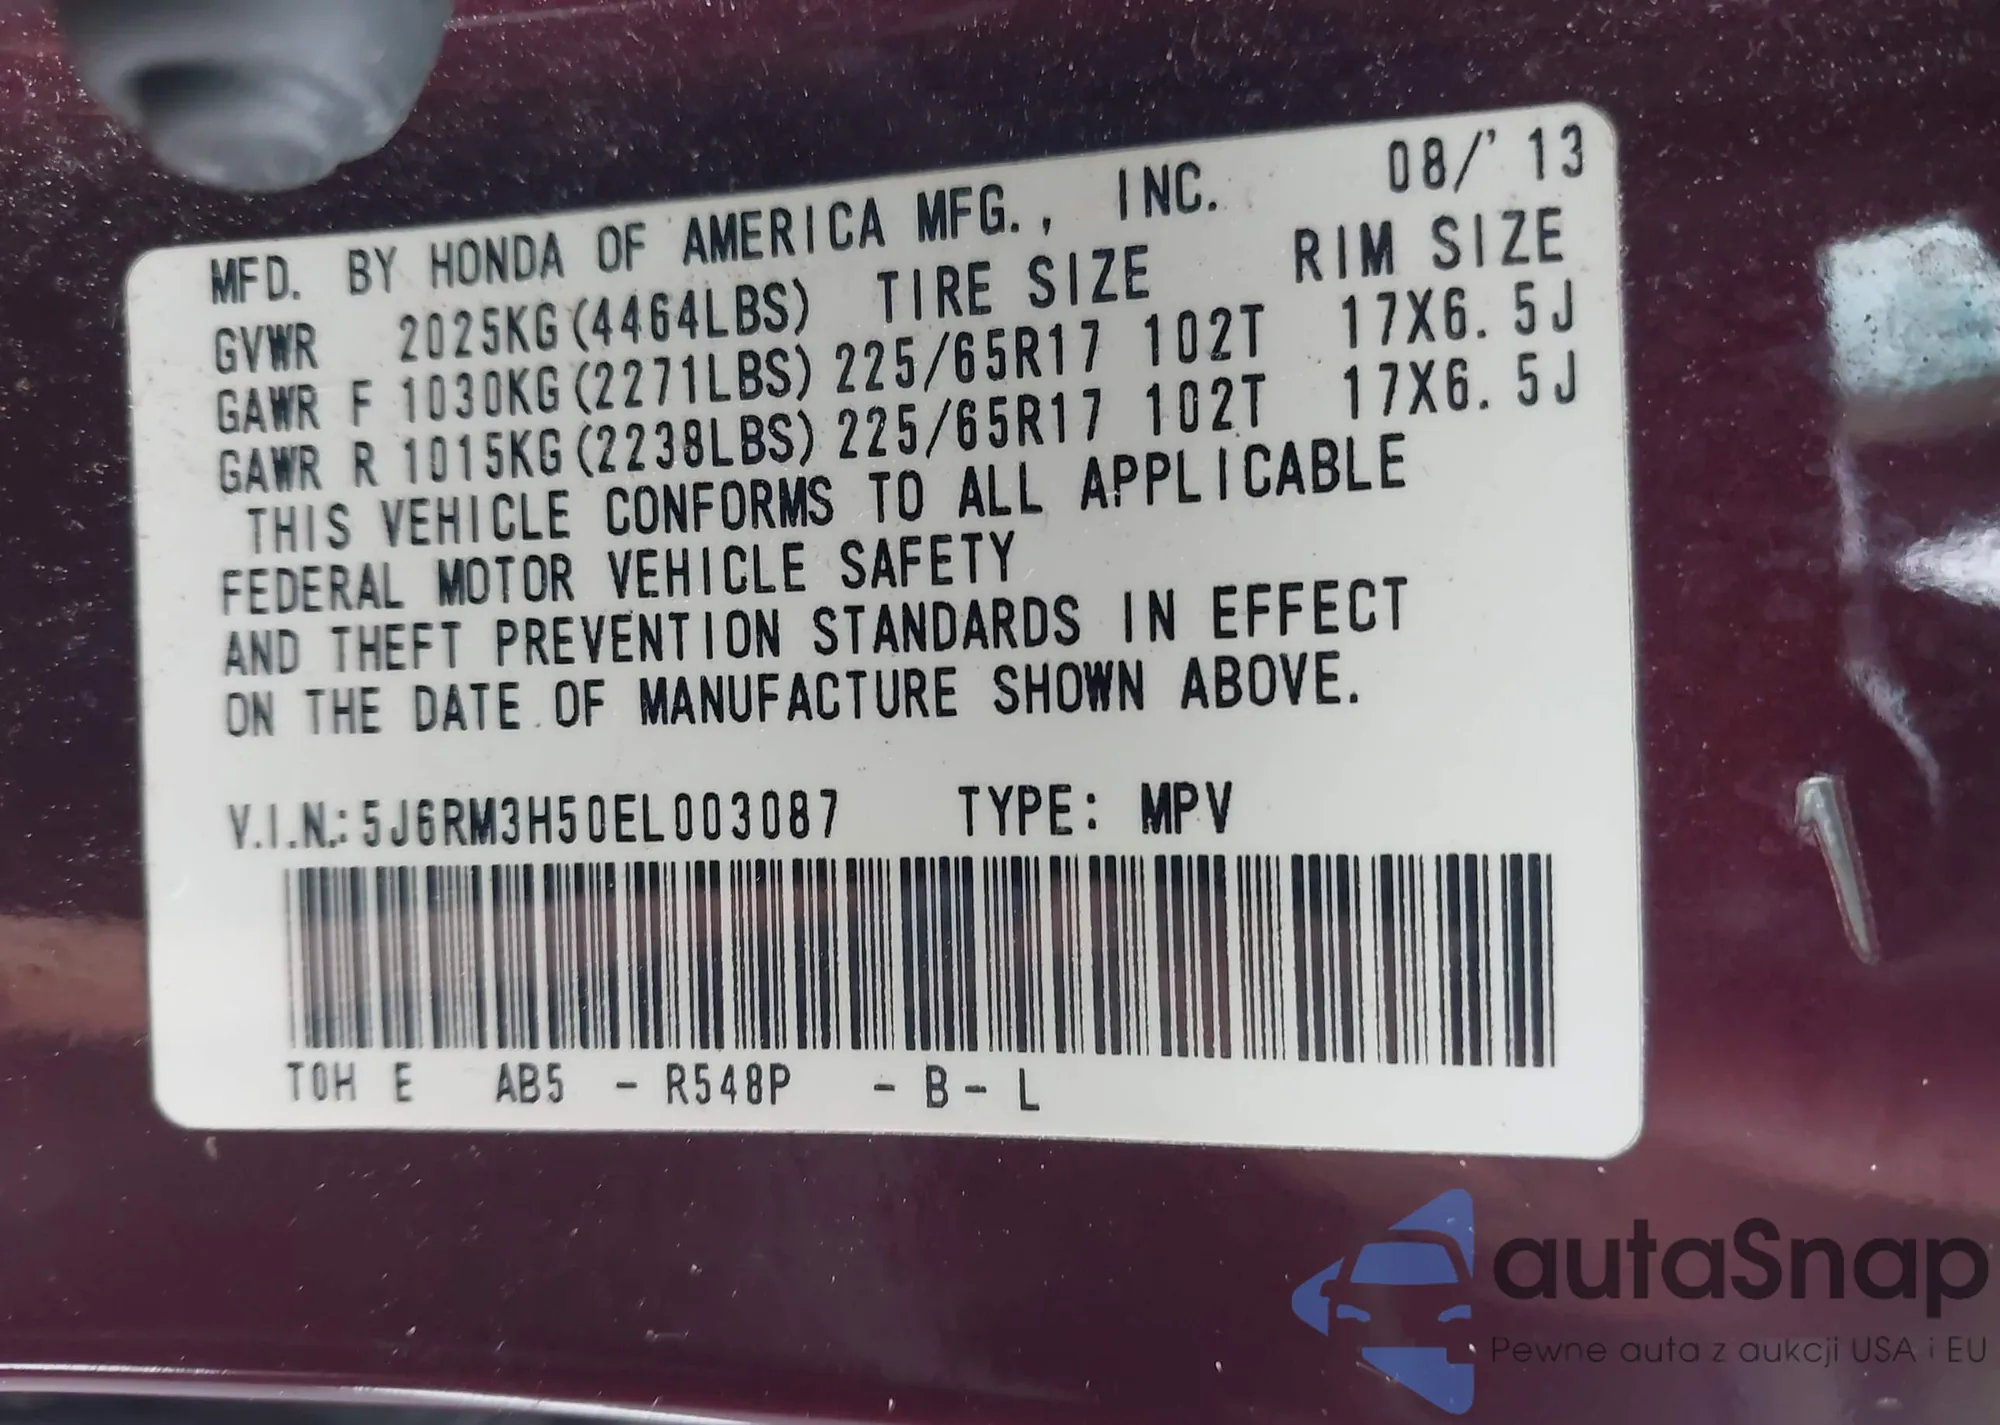 MFD. BY HONDA OF AMERICA MFG., INC. 08/'13
GVWR 2025KG(4464LBS) TIRE SIZE RIM SIZE
GAWR F 1030KG(2271LBS) 225/65R17 102T 17X6.5J
GAWR R 1015KG(2238LBS) 225/65R17 102T 17X6.5J
THIS VEHICLE CONFORMS TO ALL APPLICABLE
FEDERAL MOTOR VEHICLE SAFETY
AND THEFT PREVENTION STANDARDS IN EFFECT
ON THE DATE OF MANUFACTURE SHOWN ABOVE.
V.I.N.: 5J6RM3H50EL003087 TYPE: MPV
TOH E AB5 - R548P - B - L
autaSnap
Pewne auta z aukcji USA i EU